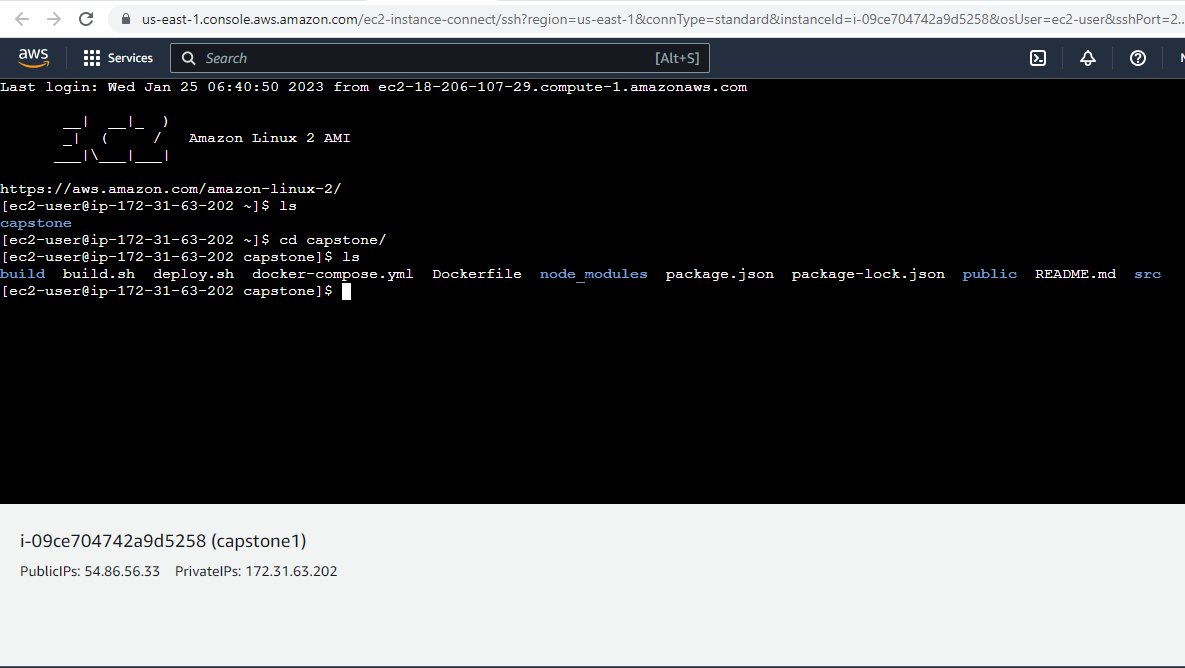 us-east-1.console.aws.amazon.com/ec2-instance-connect/ssh?region=us-east-1&connType=standard&instanceId=i-09ce704742a9d5258&osUser=ec2-user&sshPort=2...
aws Services Search [Alt+S]
Last login: Wed Jan 25 06:40:50 2023 from ec2-18-206-107-29.compute-1.amazonaws.com
       __|  __|_  )
       _|  (     /   Amazon Linux 2 AMI
      ___|\___|___|
https://aws.amazon.com/amazon-linux-2/
[ec2-user@ip-172-31-63-202 ~]$ ls
capstone
[ec2-user@ip-172-31-63-202 ~]$ cd capstone/
[ec2-user@ip-172-31-63-202 capstone]$ ls
build  build.sh  deploy.sh  docker-compose.yml  Dockerfile  node_modules  package.json  package-lock.json  public  README.md  src
[ec2-user@ip-172-31-63-202 capstone]$
i-09ce704742a9d5258 (capstone1)
PublicIPs: 54.86.56.33 PrivateIPs: 172.31.63.202